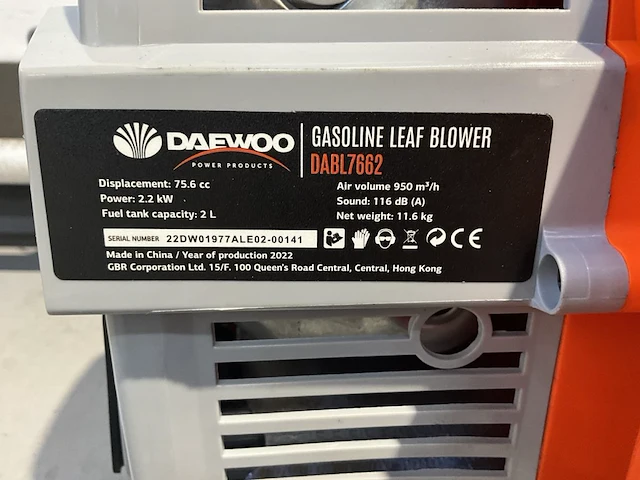 DAEWOO
POWER PRODUCTS
GASOLINE LEAF BLOWER
DABL7662
Displacement: 75.6 cc
Power: 2.2 kW
Fuel tank capacity: 2 L
Air volume 950 m³/h
Sound: 116 dB (A)
Net weight: 11.6 kg
SERIAL NUMBER 22DW01977ALE02-00141
CE
Made in China / Year of production 2022
GBR Corporation Ltd. 15/F. 100 Queen's Road Central, Central, Hong Kong